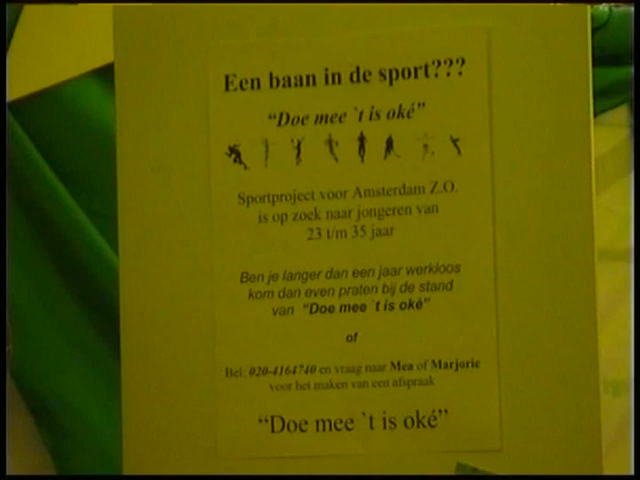 Een baan in de sport???
“Doe mee `t is oké”
Sportproject voor Amsterdam Z.O.
is op zoek naar jongeren van
23 t/m 35 jaar
Ben je langer dan een jaar werkloos
kom dan even praten bij de stand
van “Doe mee `t is oké”
of
Bel: 020-4164740 en vraag naar Mea of Marjorie
voor het maken van een afspraak
“Doe mee `t is oké”